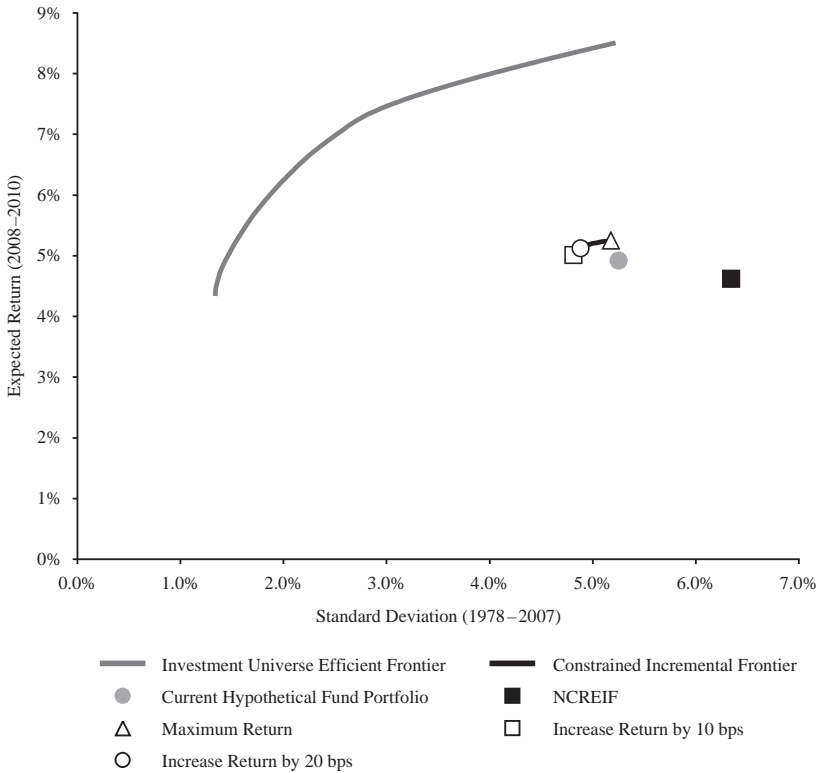 9%
8%
7%
6%
5%
4%
3%
2%
1%
0%
Expected Return (2008–2010)
0.0% 1.0% 2.0% 3.0% 4.0% 5.0% 6.0% 7.0%
Standard Deviation (1978–2007)
Investment Universe Efficient Frontier
Constrained Incremental Frontier
Current Hypothetical Fund Portfolio
NCREIF
Maximum Return
Increase Return by 10 bps
Increase Return by 20 bps